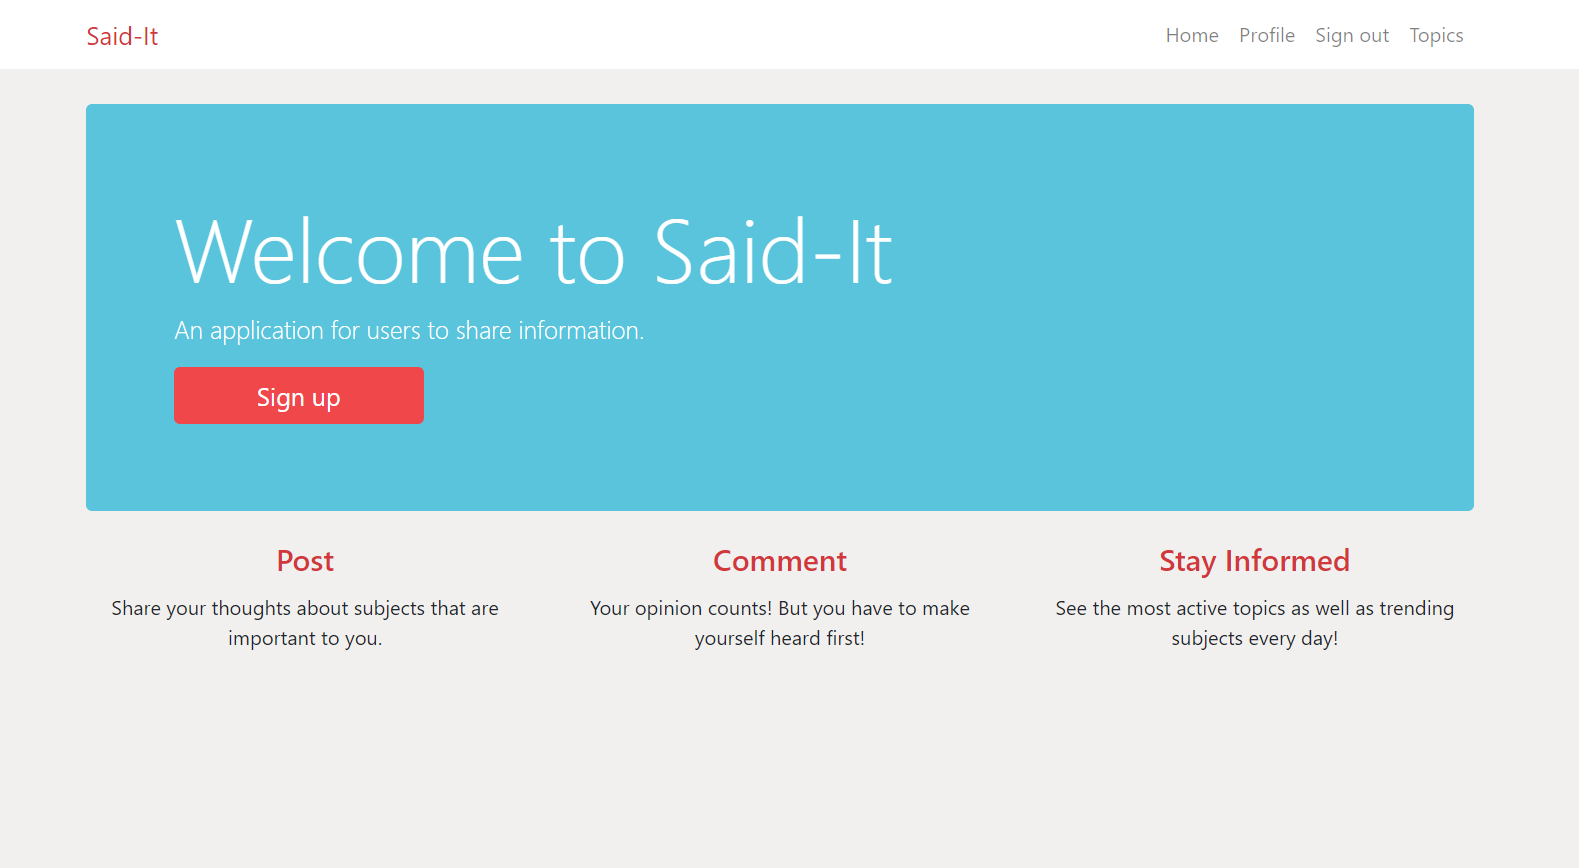 Said-It
Home Profile Sign out Topics
Welcome to Said-It
An application for users to share information.
Sign up
Post
Share your thoughts about subjects that are
important to you.
Comment
Your opinion counts! But you have to make
yourself heard first!
Stay Informed
See the most active topics as well as trending
subjects every day!